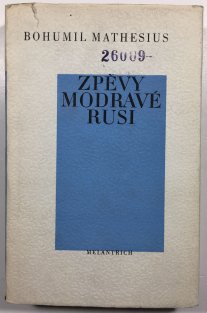 BOHUMIL MATHESIUS
26009-
ZPĚVY
MODRAVÉ
RUSI
MELANTRICH